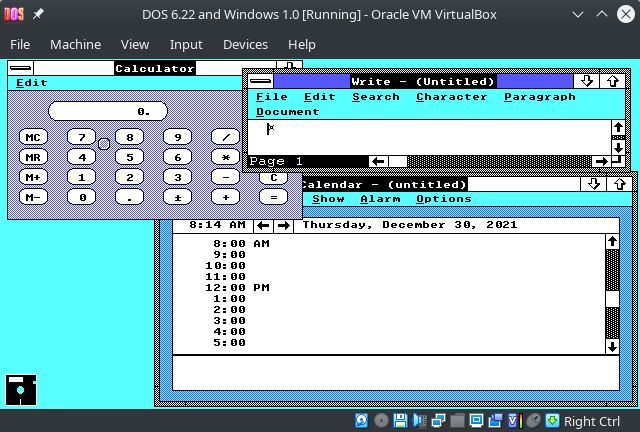 DOS 6.22 and Windows 1.0 [Running] - Oracle VM VirtualBox
File Machine View Input Devices Help
Calculator
Edit
0.
MC 7 8 9 /
MR 4 5 6 *
M+ 1 2 3 - C
M- 0 . ± + =
Write - (Untitled)
File Edit Search Character Paragraph
Document
Page 1
Calendar - (untitled)
Show Alarm Options
8:14 AM Thursday, December 30, 2021
8:00 AM
9:00
10:00
11:00
12:00 PM
1:00
2:00
3:00
4:00
5:00
Right Ctrl